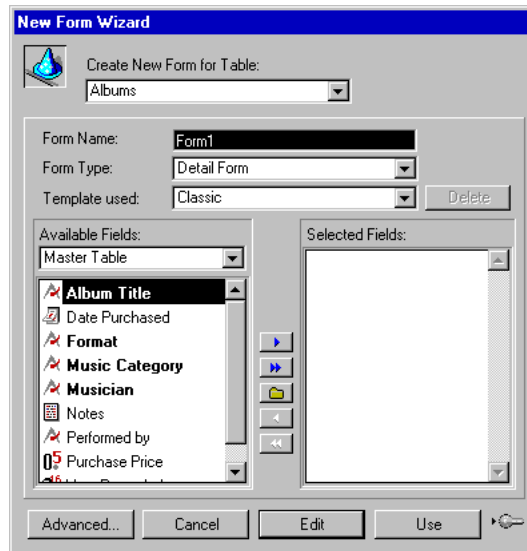 New Form Wizard
Create New Form for Table:
Albums
Form Name:
Form1
Form Type:
Detail Form
Template used:
Classic
Delete
Available Fields:
Master Table
Selected Fields:
Album Title
Date Purchased
Format
Music Category
Musician
Notes
Performed by
Purchase Price
Advanced...
Cancel
Edit
Use